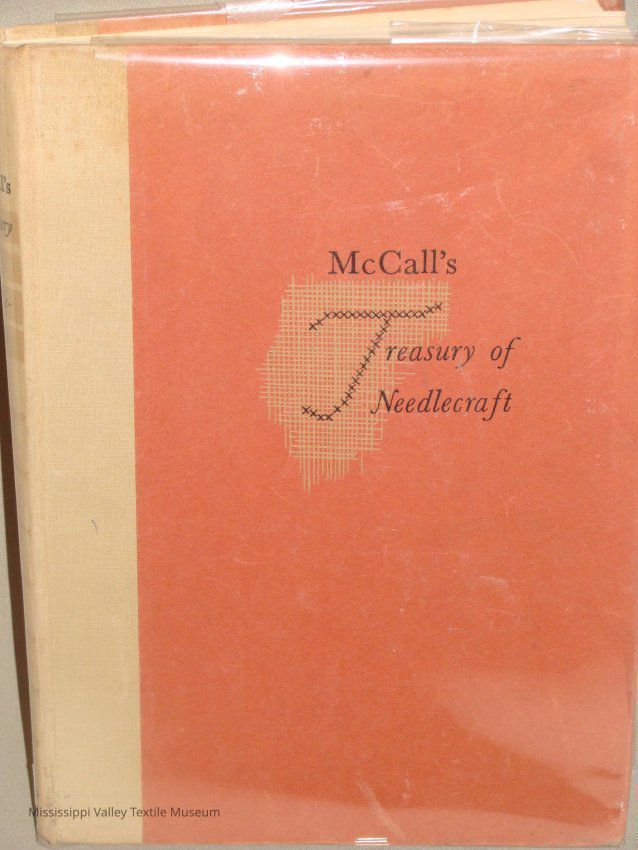 McCall's
Treasury of
Needlecraft
Mississippi Valley Textile Museum